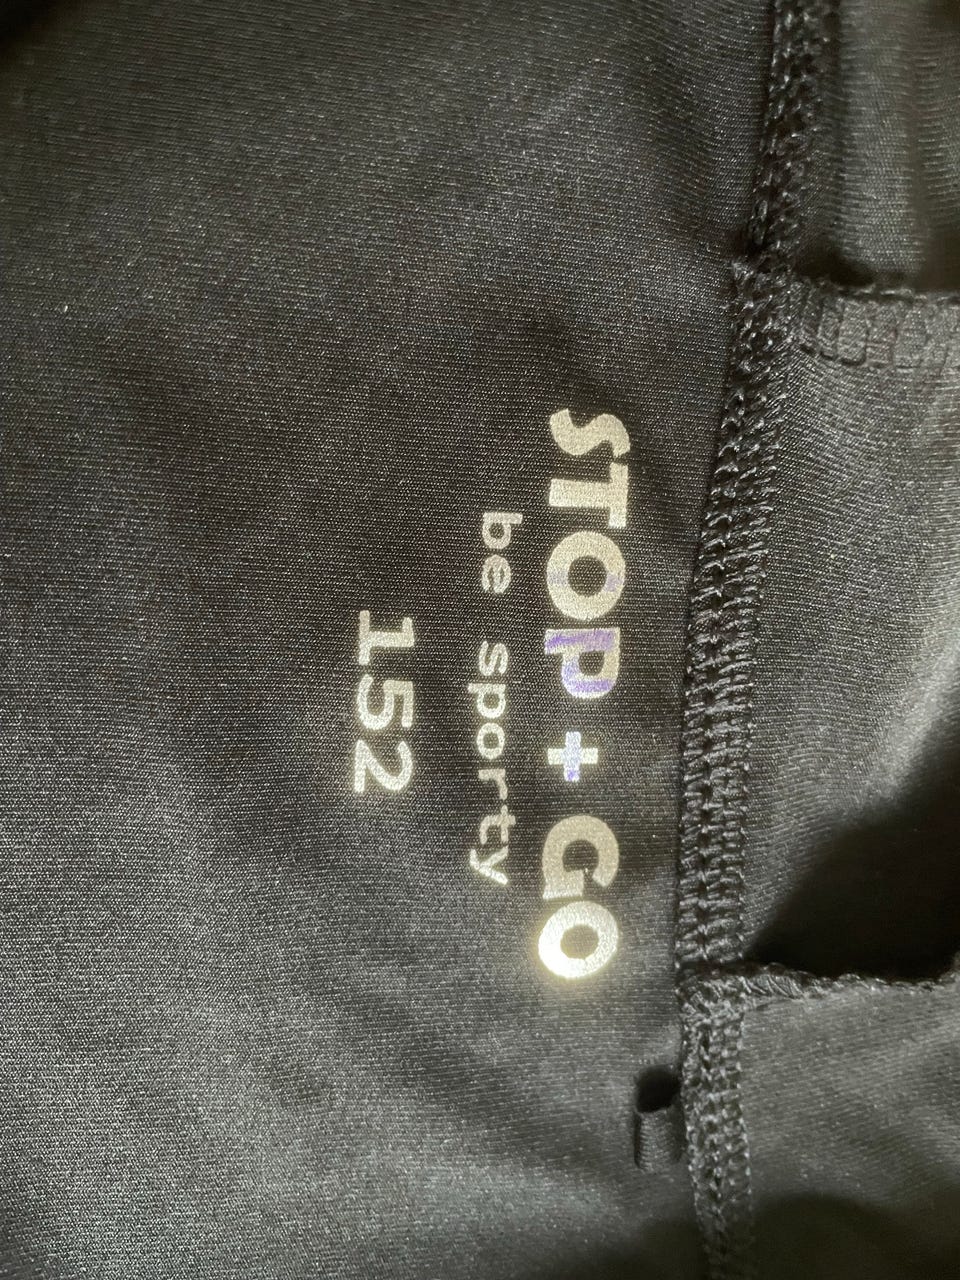 STOP + GO
be sporty
152